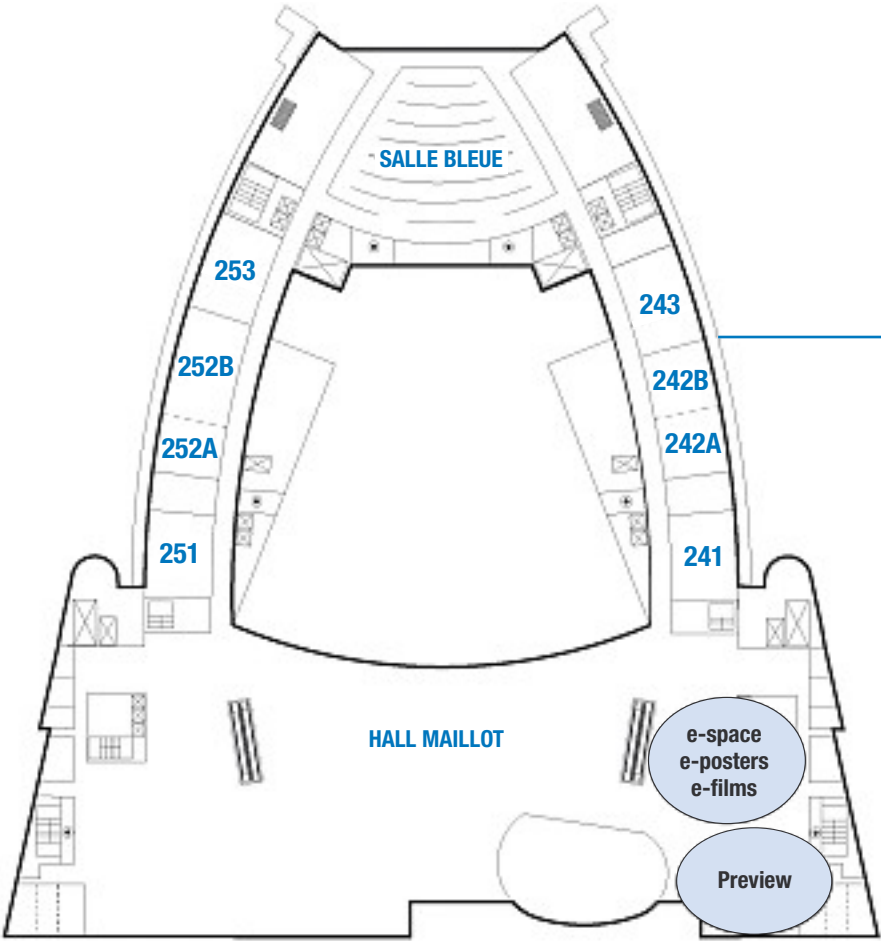 SALLE BLEUE
253
243
252B
242B
252A
242A
251
241
HALL MAILLOT
e-space
e-posters
e-films
Preview